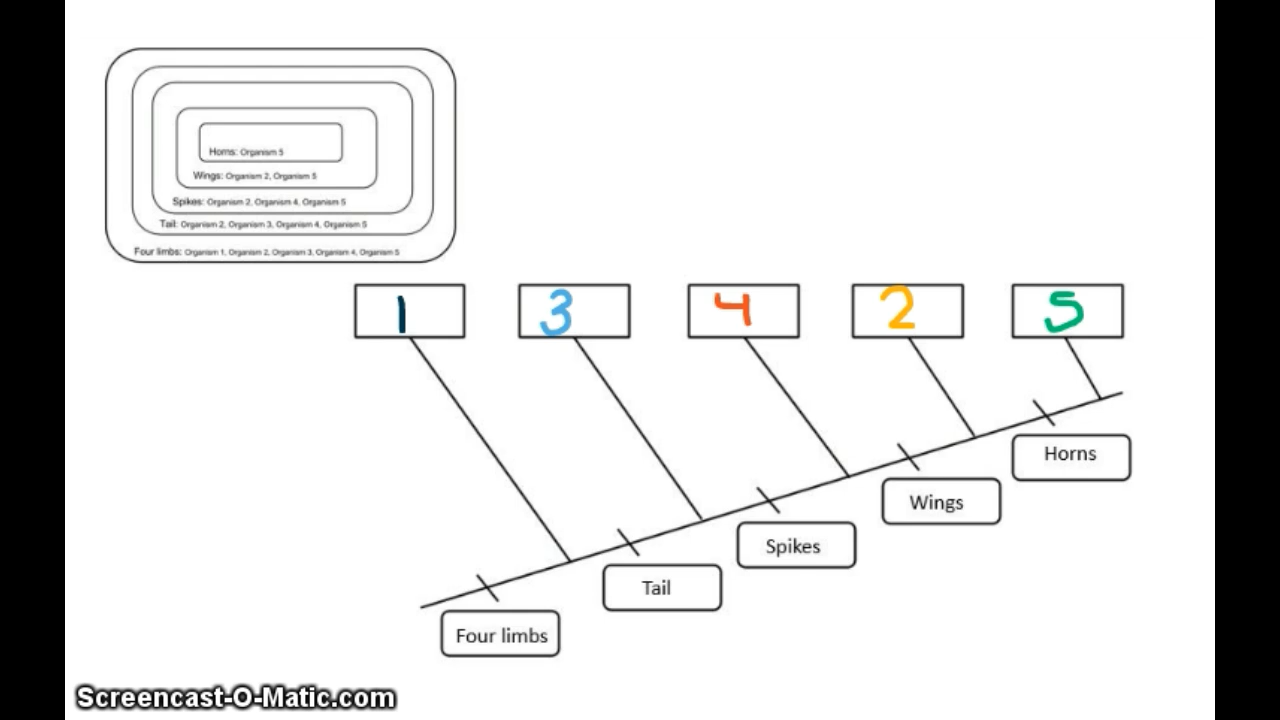 Horns: Organism 5
Wings: Organism 2, Organism 5
Spikes: Organism 2, Organism 4, Organism 5
Tail: Organism 2, Organism 3, Organism 4, Organism 5
Four limbs: Organism 1, Organism 2, Organism 3, Organism 4, Organism 5
1 3 4 2 5
Horns
Wings
Spikes
Tail
Four limbs
Screencast-O-Matic.com